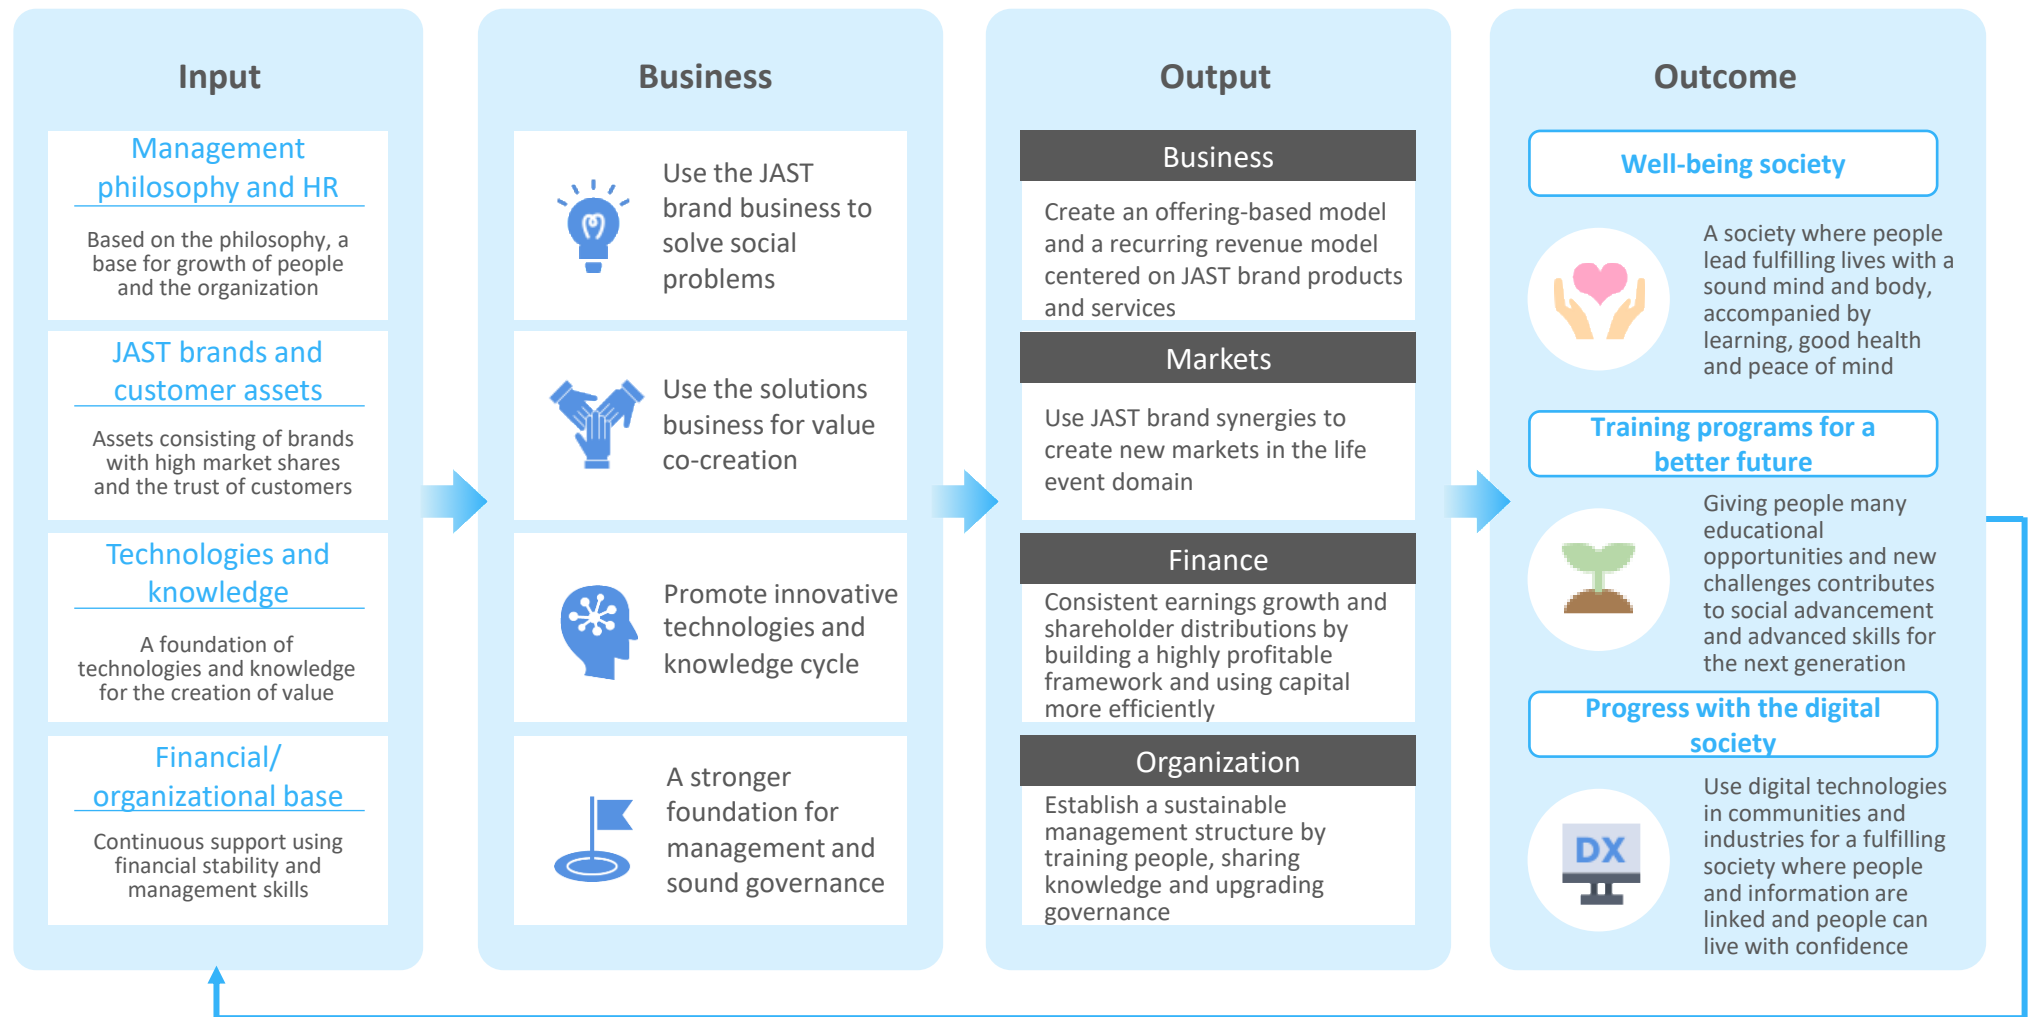 Input
Management
philosophy and HR
Based on the philosophy, a
base for growth of people
and the organization
JAST brands and
customer assets
Assets consisting of brands
with high market shares
and the trust of customers
Technologies and
knowledge
A foundation of
technologies and knowledge
for the creation of value
Financial/
organizational base
Continuous support using
financial stability and
management skills
Business
Use the JAST
brand business to
solve social
problems
Use the solutions
business for value
co-creation
Promote innovative
technologies and
knowledge cycle
A stronger
foundation for
management and
sound governance
Output
Business
Create an offering-based model
and a recurring revenue model
centered on JAST brand products
and services
Markets
Use JAST brand synergies to
create new markets in the life
event domain
Finance
Consistent earnings growth and
shareholder distributions by
building a highly profitable
framework and using capital
more efficiently
Organization
Establish a sustainable
management structure by
training people, sharing
knowledge and upgrading
governance
Outcome
Well-being society
A society where people
lead fulfilling lives with a
sound mind and body,
accompanied by
learning, good health
and peace of mind
Training programs for a
better future
Giving people many
educational
opportunities and new
challenges contributes
to social advancement
and advanced skills for
the next generation
Progress with the digital
society
DX
Use digital technologies
in communities and
industries for a fulfilling
society where people
and information are
linked and people can
live with confidence